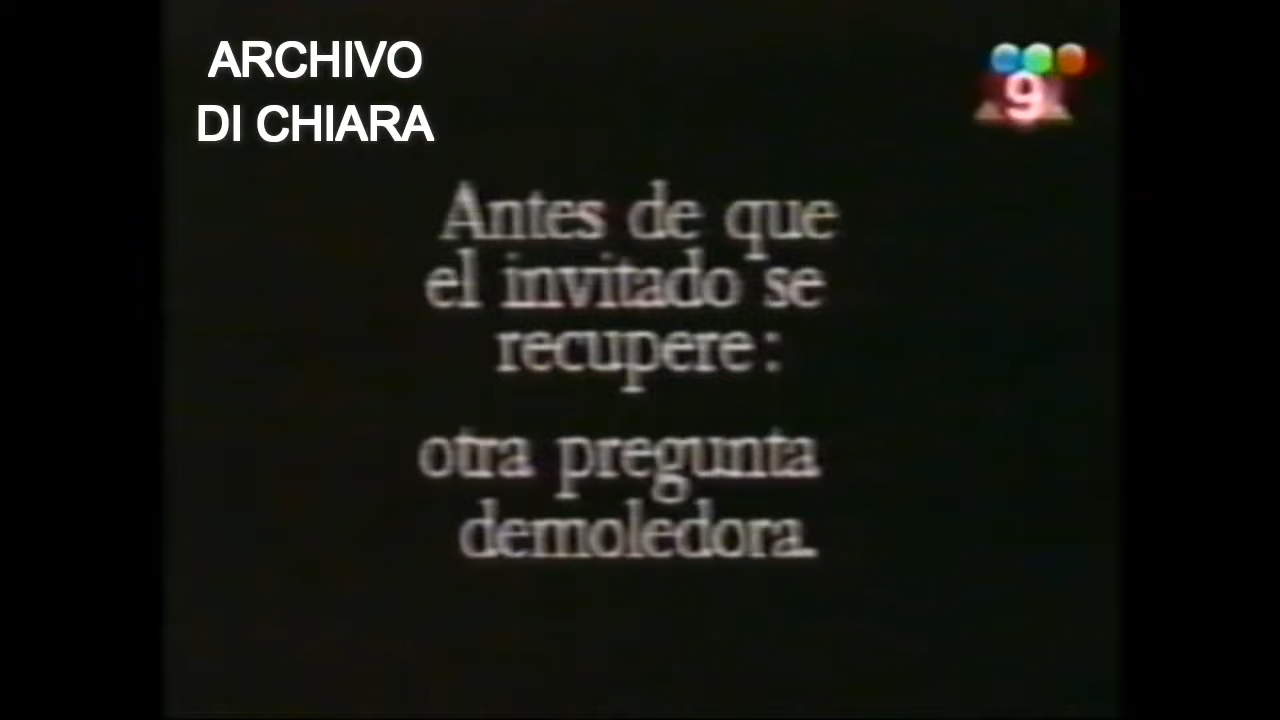 ARCHIVO
DI CHIARA
9
Antes de que
el invitado se
recupere:
otra pregunta
demoledora.